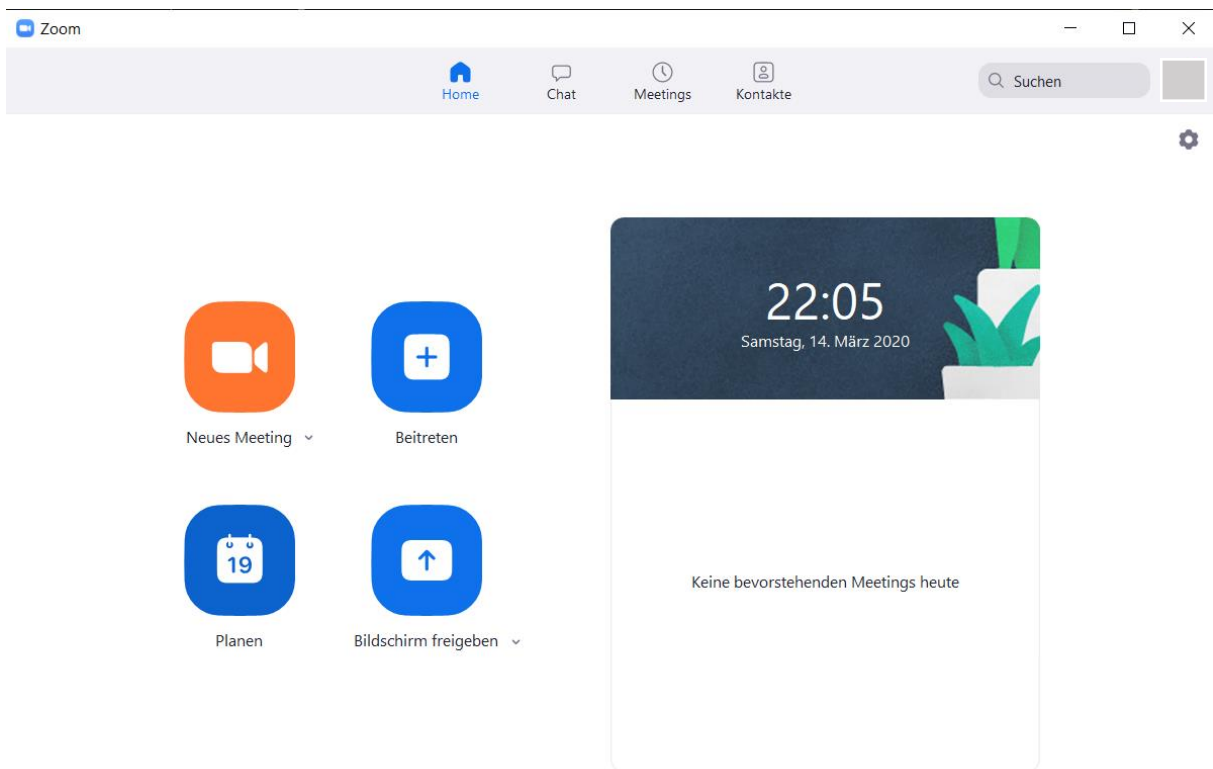 Zoom
Home Chat Meetings Kontakte Suchen
22:05
Samstag, 14. März 2020
Neues Meeting Beitreten
19
Keine bevorstehenden Meetings heute
Planen Bildschirm freigeben